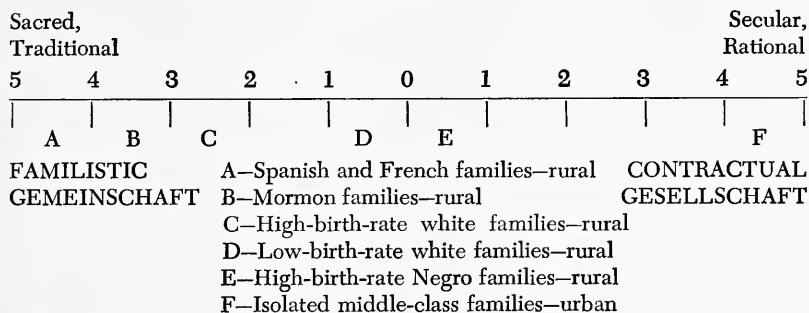 Sacred,
Traditional
Secular,
Rational
5 4 3 2 1 0 1 2 3 4 5
A B C D E F
FAMILISTIC
GEMEINSCHAFT
A—Spanish and French families—rural
B—Mormon families—rural
C—High-birth-rate white families—rural
D—Low-birth-rate white families—rural
E—High-birth-rate Negro families—rural
F—Isolated middle-class families—urban
CONTRACTUAL
GESELLSCHAFT